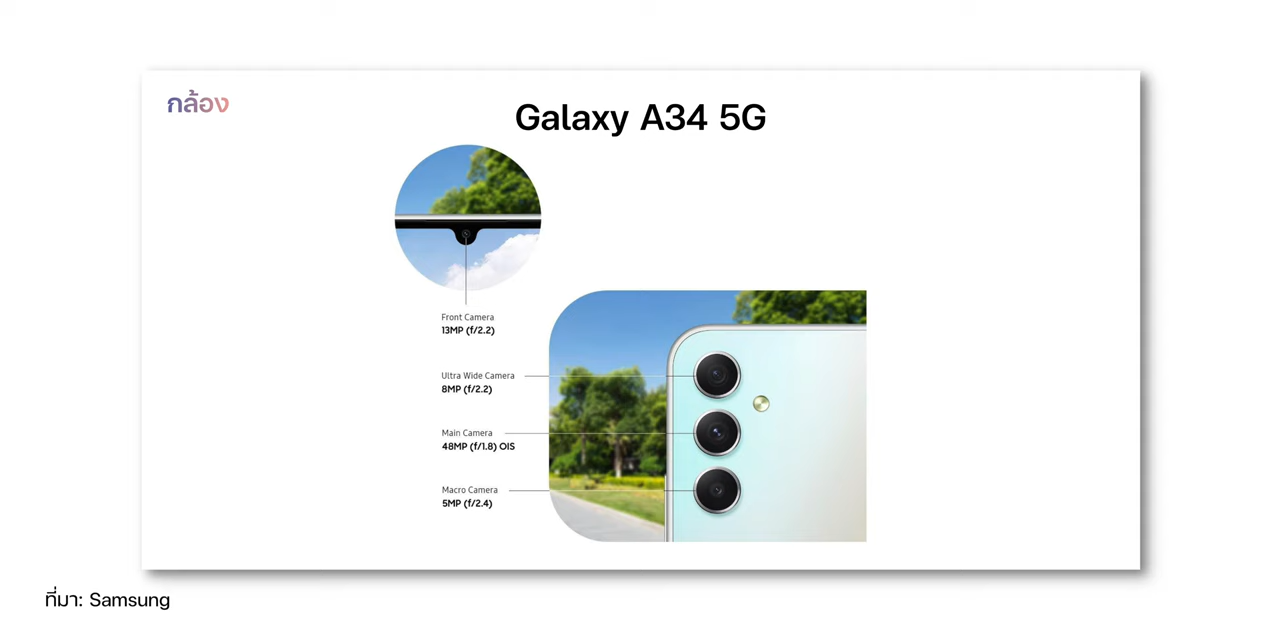 กล้อง
Galaxy A34 5G
Front Camera
13MP (f/2.2)
Ultra Wide Camera
8MP (f/2.2)
Main Camera
48MP (f/1.8) OIS
Macro Camera
5MP (f/2.4)
ที่มา: Samsung